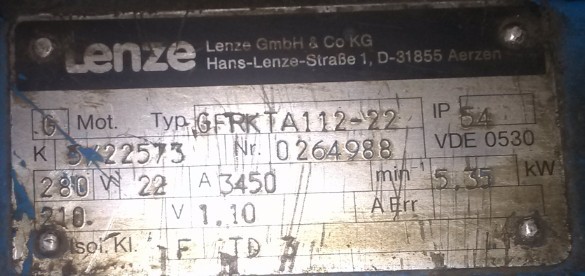 Lenze Lenze GmbH & Co KG
Hans-Lenze-Straße 1, D-31855 Aerzen
G Mot. Typ GFRKTA112-22 IP 54
K Nr. 0264988 VDE 0530
280 V 22 A 3450 min 5.35 kW
210. V 1.10 A Err
Isol. Kl. F TD